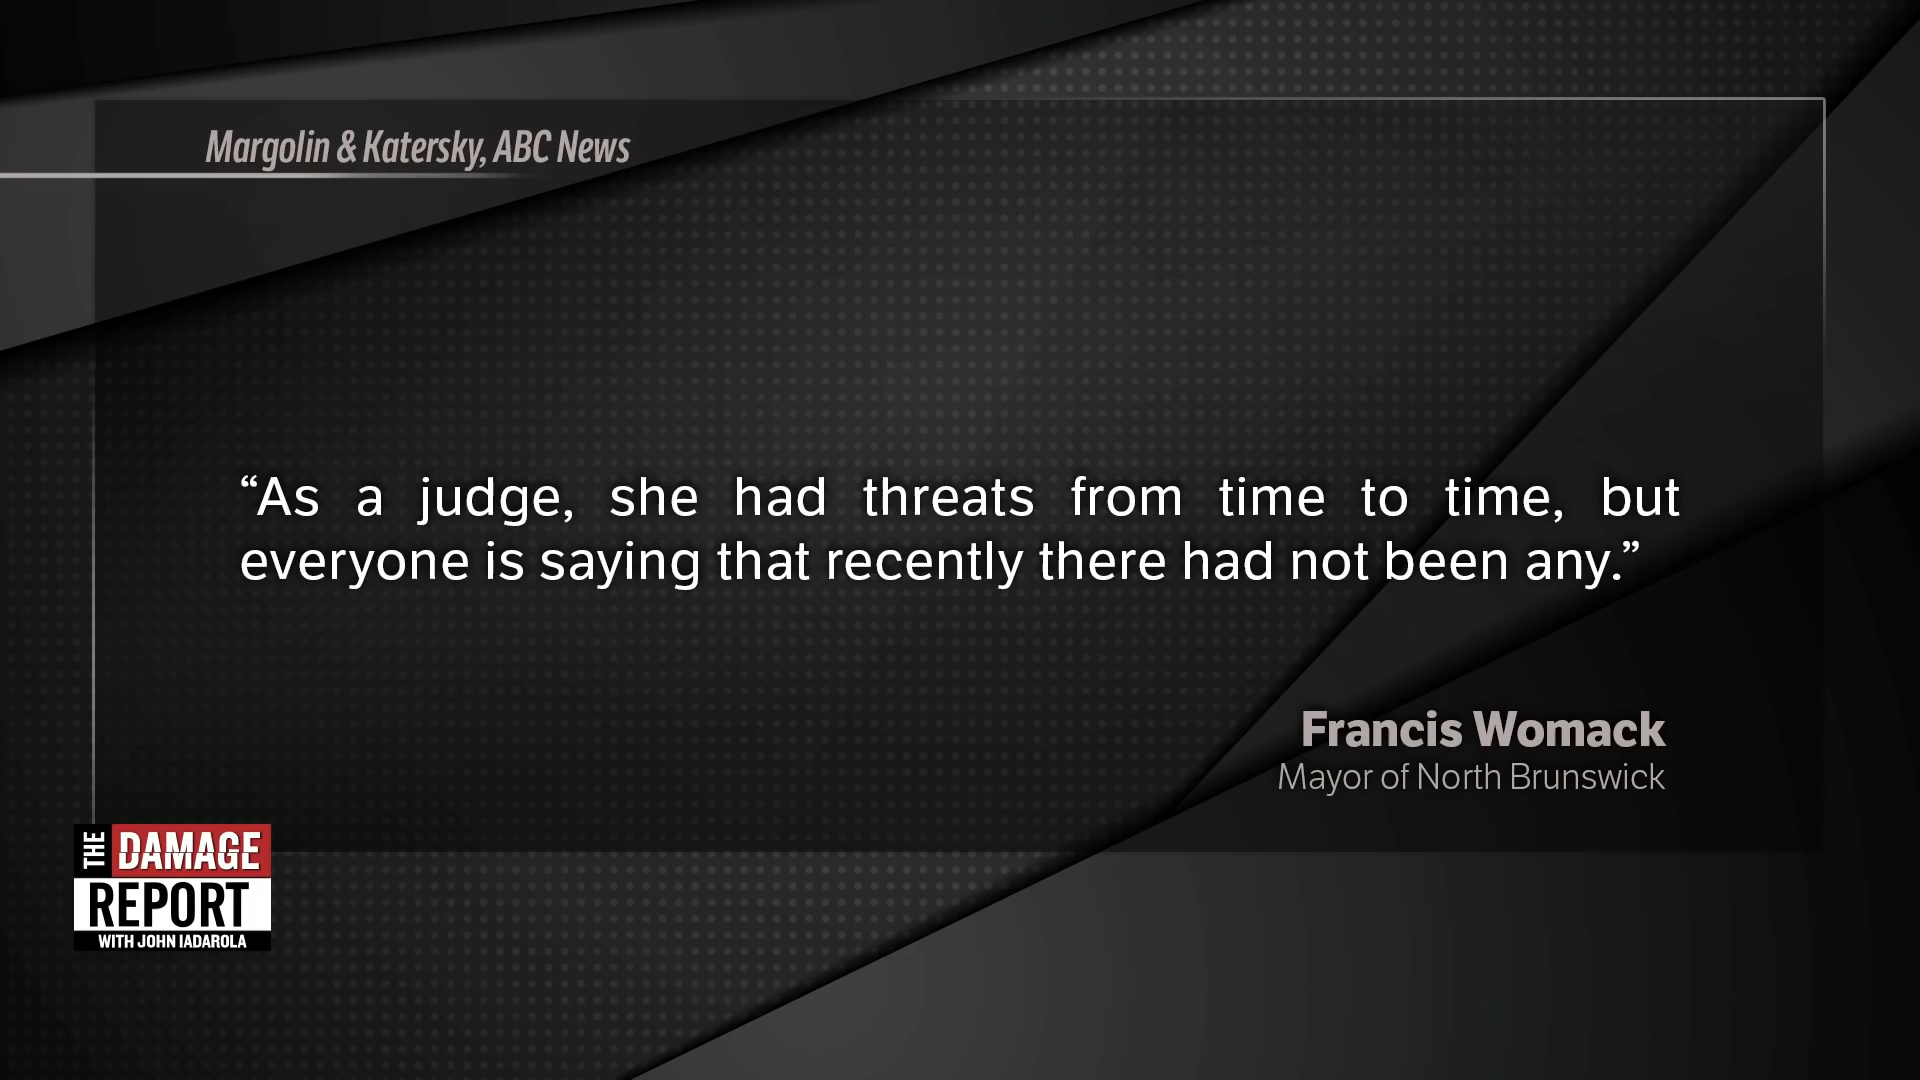 Margolin & Katersky, ABC News
“As a judge, she had threats from time to time, but
everyone is saying that recently there had not been any.”
Francis Womack
Mayor of North Brunswick
THE DAMAGE
REPORT
WITH JOHN IADAROLA